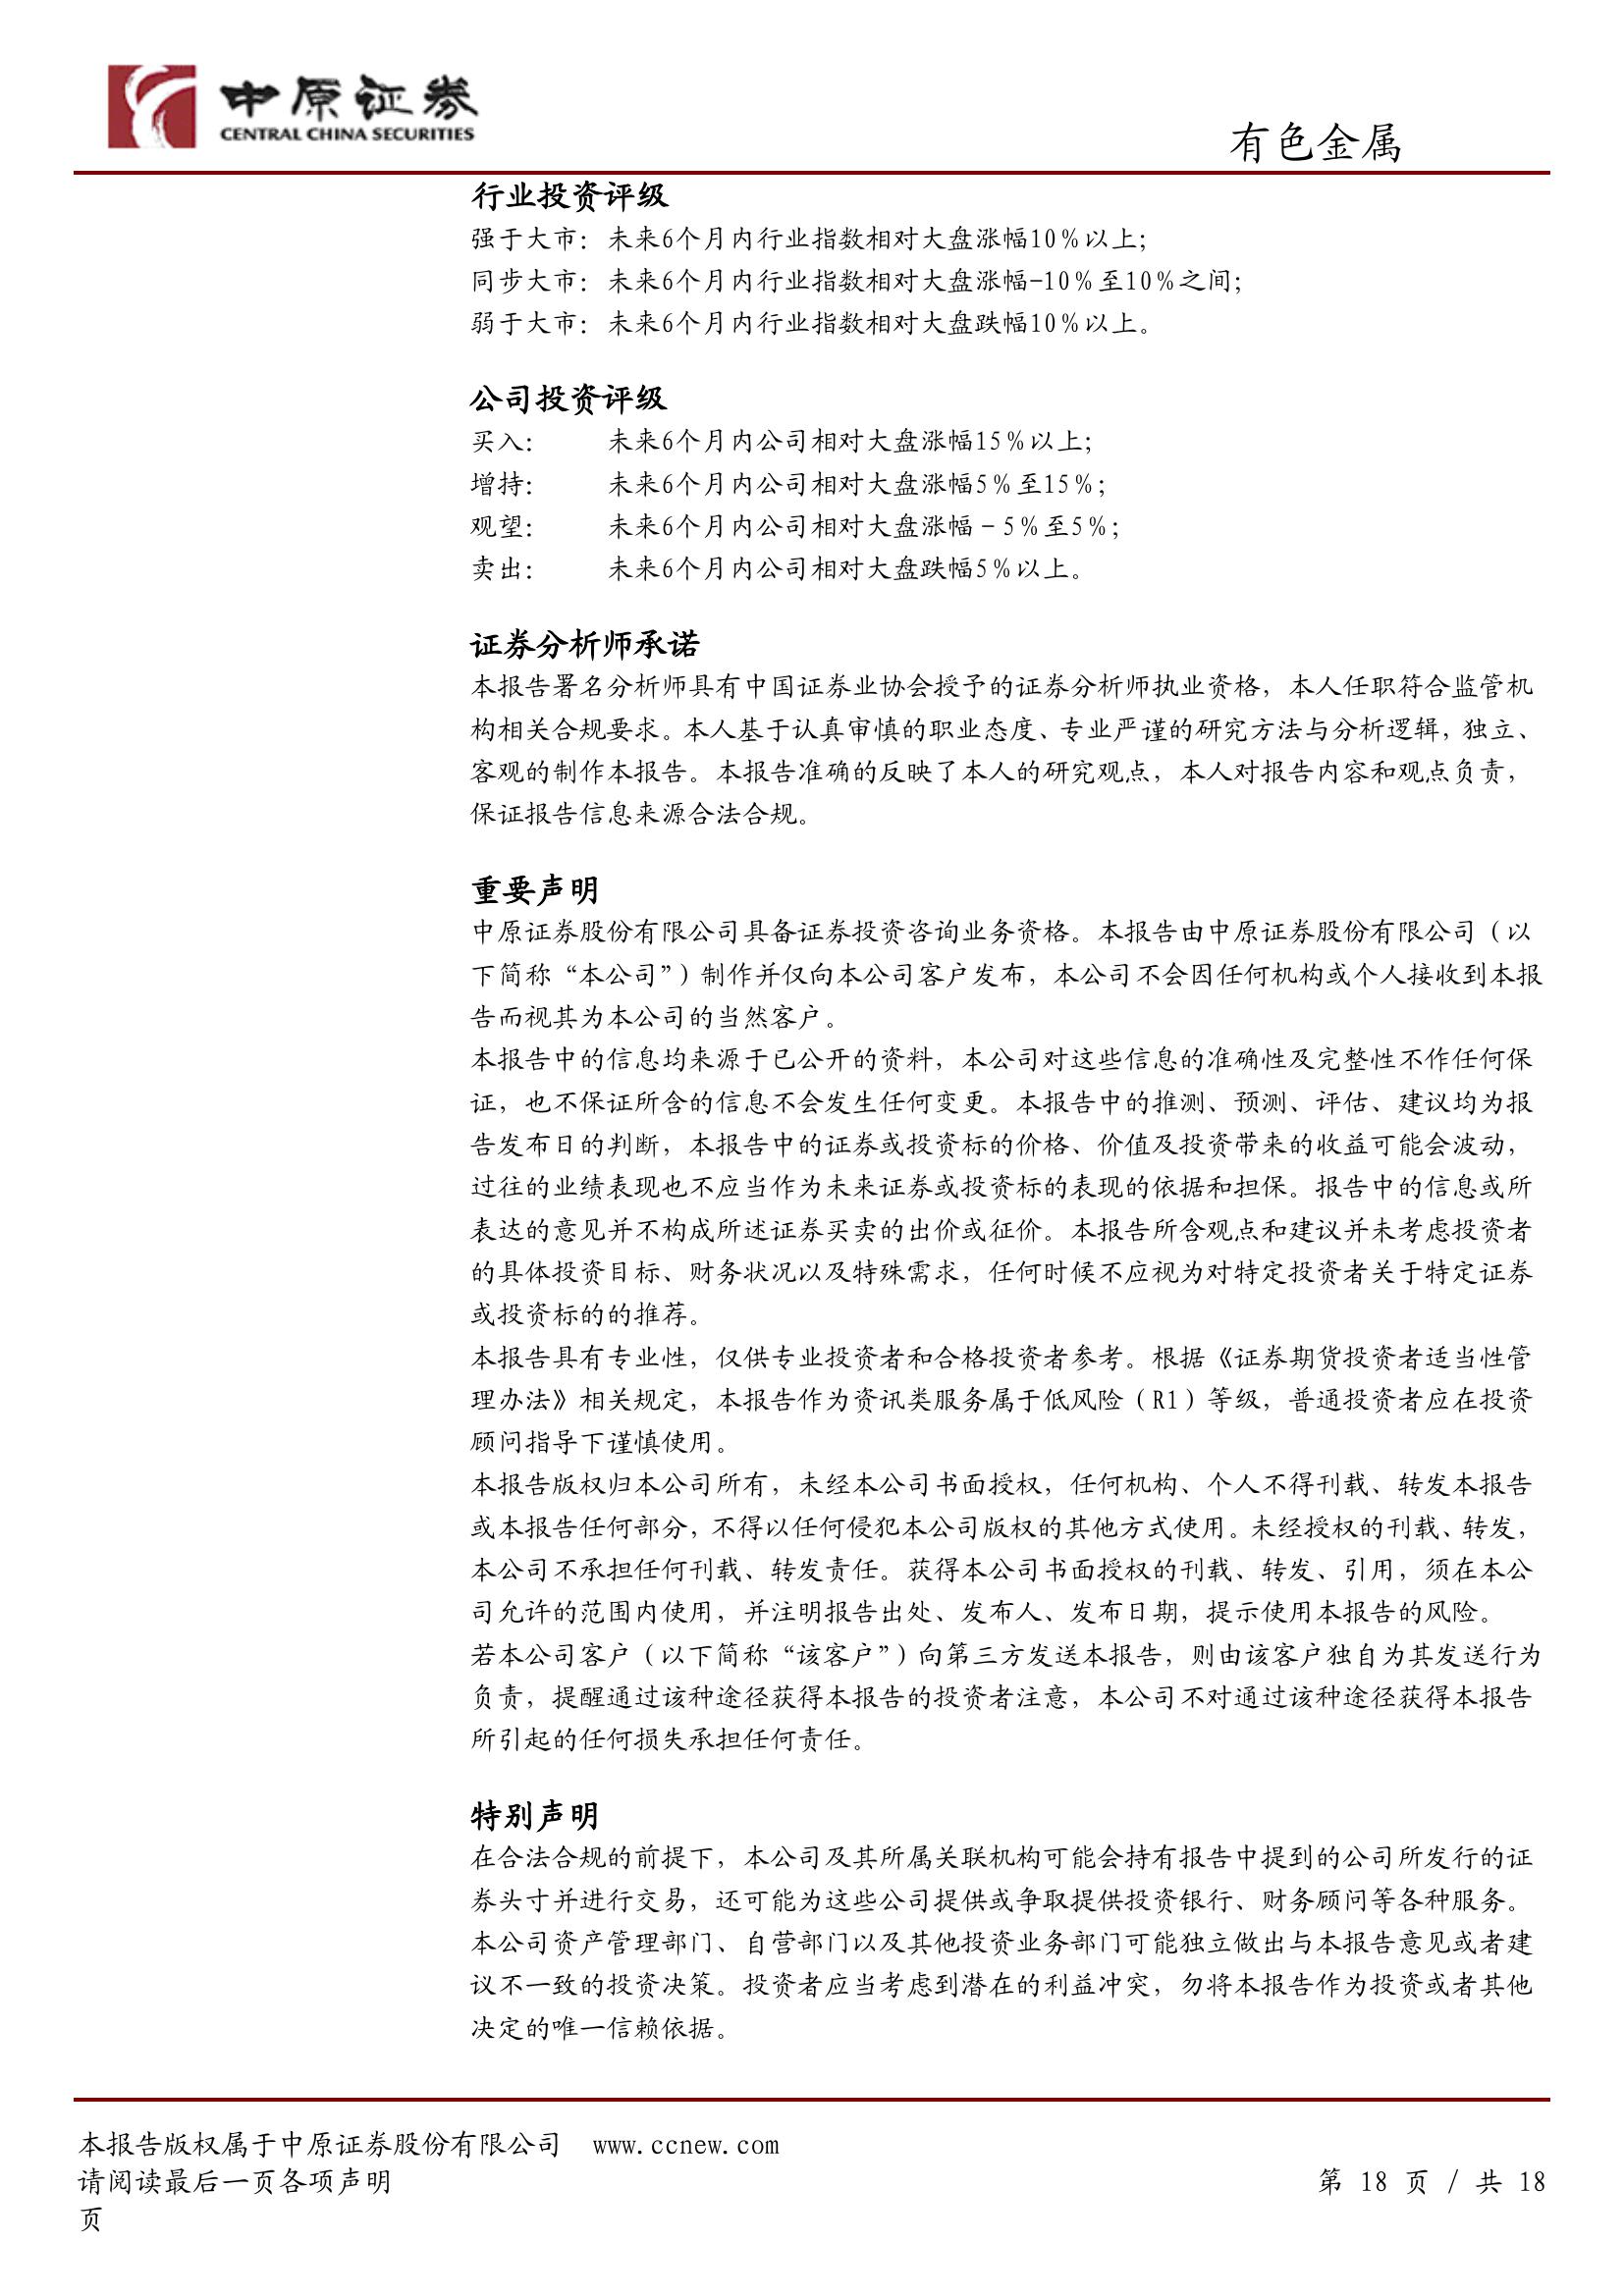 中原证券
CENTRAL CHINA SECURITIES
有色金属
行业投资评级
强于大市：未来6个月内行业指数相对大盘涨幅10％以上；
同步大市：未来6个月内行业指数相对大盘涨幅-10％至10％之间；
弱于大市：未来6个月内行业指数相对大盘跌幅10％以上。
公司投资评级
买入：　　未来6个月内公司相对大盘涨幅15％以上；
增持：　　未来6个月内公司相对大盘涨幅5％至15％；
观望：　　未来6个月内公司相对大盘涨幅－5％至5％；
卖出：　　未来6个月内公司相对大盘跌幅5％以上。
证券分析师承诺
本报告署名分析师具有中国证券业协会授予的证券分析师执业资格，本人任职符合监管机
构相关合规要求。本人基于认真审慎的职业态度、专业严谨的研究方法与分析逻辑，独立、
客观的制作本报告。本报告准确的反映了本人的研究观点，本人对报告内容和观点负责，
保证报告信息来源合法合规。
重要声明
中原证券股份有限公司具备证券投资咨询业务资格。本报告由中原证券股份有限公司（以
下简称“本公司”）制作并仅向本公司客户发布，本公司不会因任何机构或个人接收到本报
告而视其为本公司的当然客户。
本报告中的信息均来源于已公开的资料，本公司对这些信息的准确性及完整性不作任何保
证，也不保证所含的信息不会发生任何变更。本报告中的推测、预测、评估、建议均为报
告发布日的判断，本报告中的证券或投资标的价格、价值及投资带来的收益可能会波动，
过往的业绩表现也不应当作为未来证券或投资标的表现的依据和担保。报告中的信息或所
表达的意见并不构成所述证券买卖的出价或征价。本报告所含观点和建议并未考虑投资者
的具体投资目标、财务状况以及特殊需求，任何时候不应视为对特定投资者关于特定证券
或投资标的的推荐。
本报告具有专业性，仅供专业投资者和合格投资者参考。根据《证券期货投资者适当性管
理办法》相关规定，本报告作为资讯类服务属于低风险（R1）等级，普通投资者应在投资
顾问指导下谨慎使用。
本报告版权归本公司所有，未经本公司书面授权，任何机构、个人不得刊载、转发本报告
或本报告任何部分，不得以任何侵犯本公司版权的其他方式使用。未经授权的刊载、转发，
本公司不承担任何刊载、转发责任。获得本公司书面授权的刊载、转发、引用，须在本公
司允许的范围内使用，并注明报告出处、发布人、发布日期，提示使用本报告的风险。
若本公司客户（以下简称“该客户”）向第三方发送本报告，则由该客户独自为其发送行为
负责，提醒通过该种途径获得本报告的投资者注意，本公司不对通过该种途径获得本报告
所引起的任何损失承担任何责任。
特别声明
在合法合规的前提下，本公司及其所属关联机构可能会持有报告中提到的公司所发行的证
券头寸并进行交易，还可能为这些公司提供或争取提供投资银行、财务顾问等各种服务。
本公司资产管理部门、自营部门以及其他投资业务部门可能独立做出与本报告意见或者建
议不一致的投资决策。投资者应当考虑到潜在的利益冲突，勿将本报告作为投资或者其他
决定的唯一信赖依据。
本报告版权属于中原证券股份有限公司　www.ccnew.com
请阅读最后一页各项声明　第 18 页 / 共 18
页